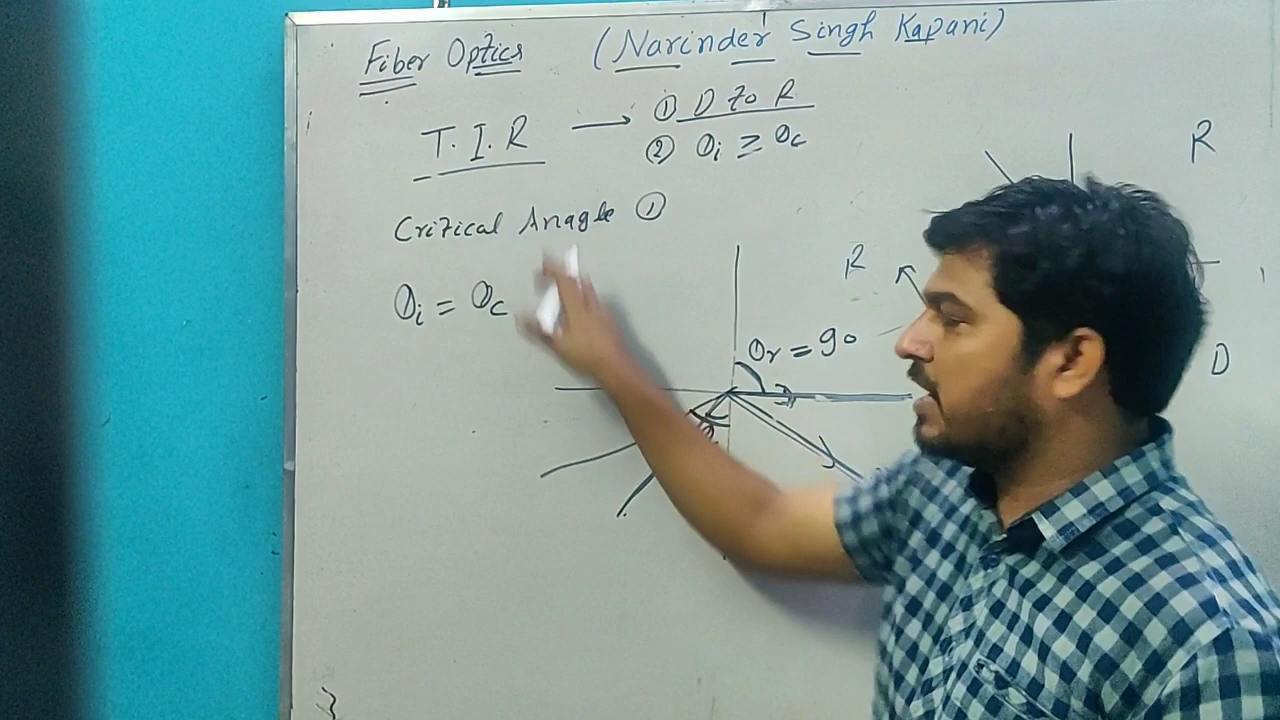 Fiber Optics (Narinder Singh Kapani)
T.I.R → ① D to R
② θi ≥ θc
Critical Anagle ①
θi = θc
R
R
θr = 90
D